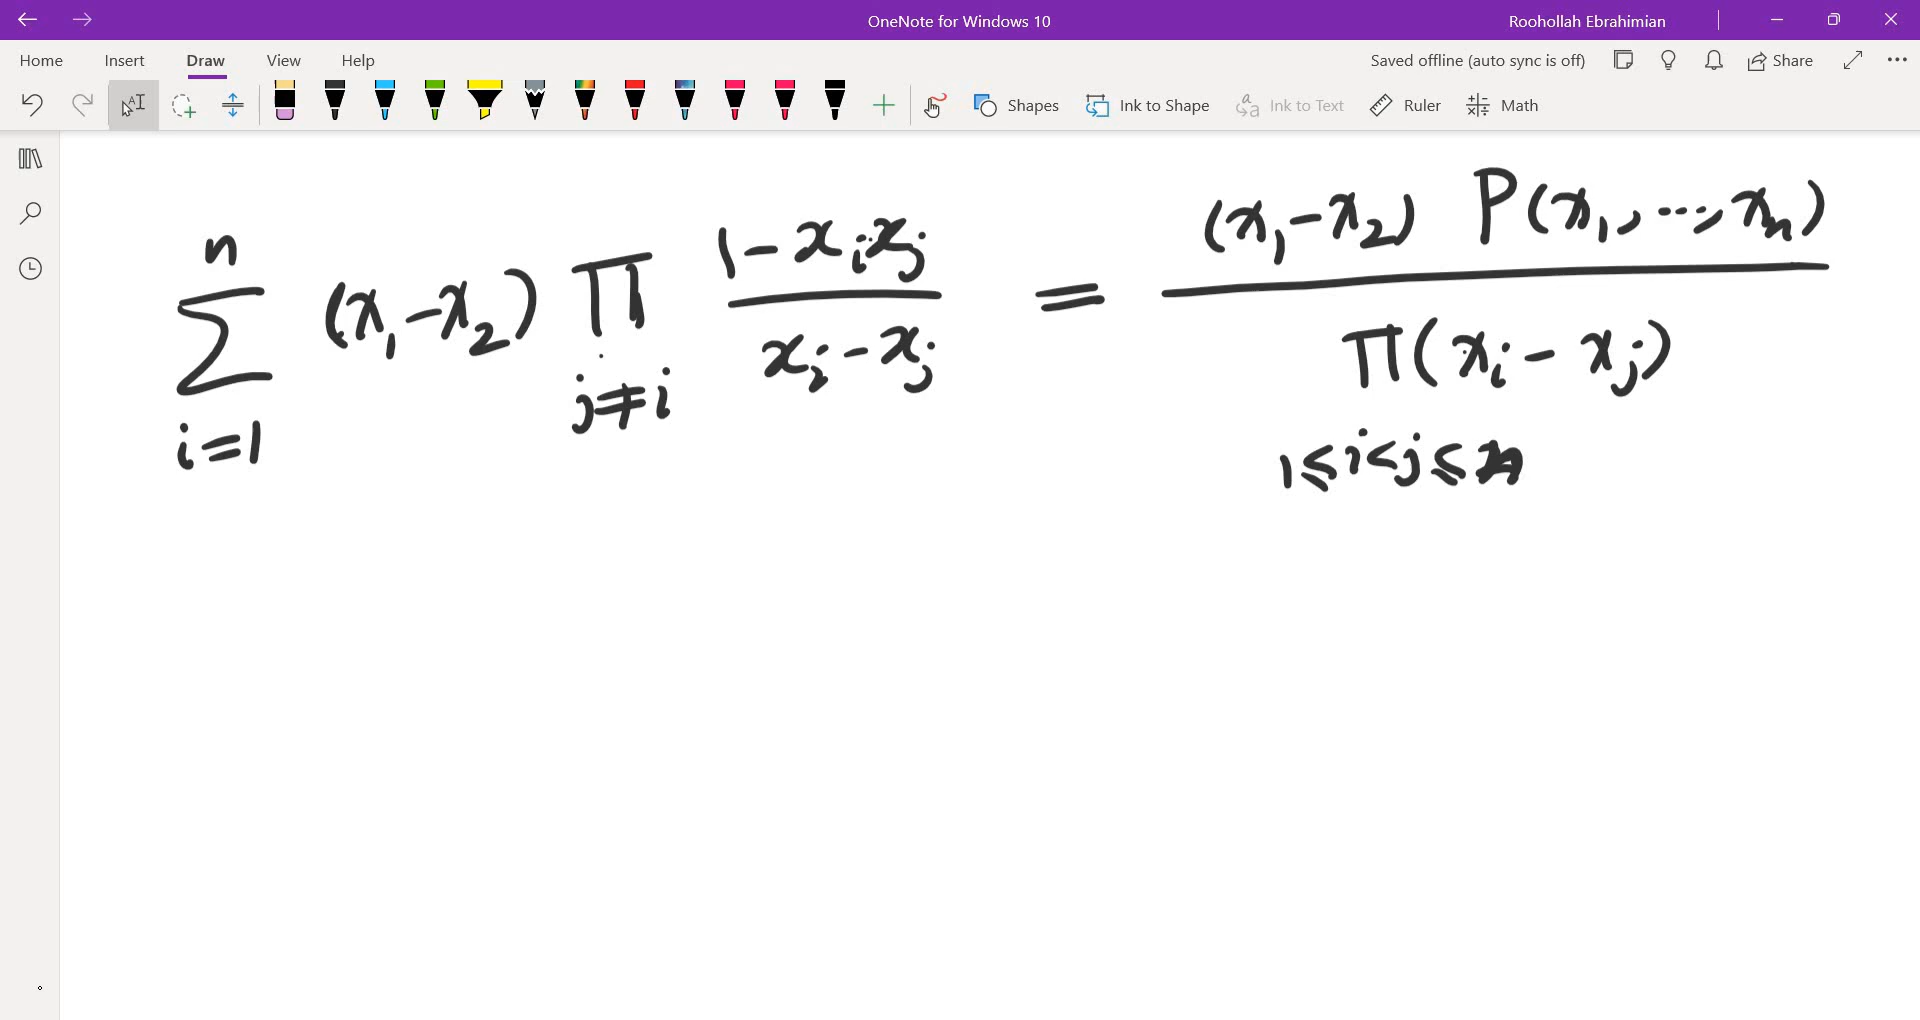 OneNote for Windows 10
Roohollah Ebrahimian
Home Insert Draw View Help
Saved offline (auto sync is off) Share
Shapes Ink to Shape Ink to Text Ruler Math
n
∑ (x₁-x₂) ∏ (1-xᵢxⱼ)/(xᵢ-xⱼ) = (x₁-x₂) P(x₁,...,xₙ)/∏(xᵢ-xⱼ)
i=1 j≠i 1≤i<j≤n